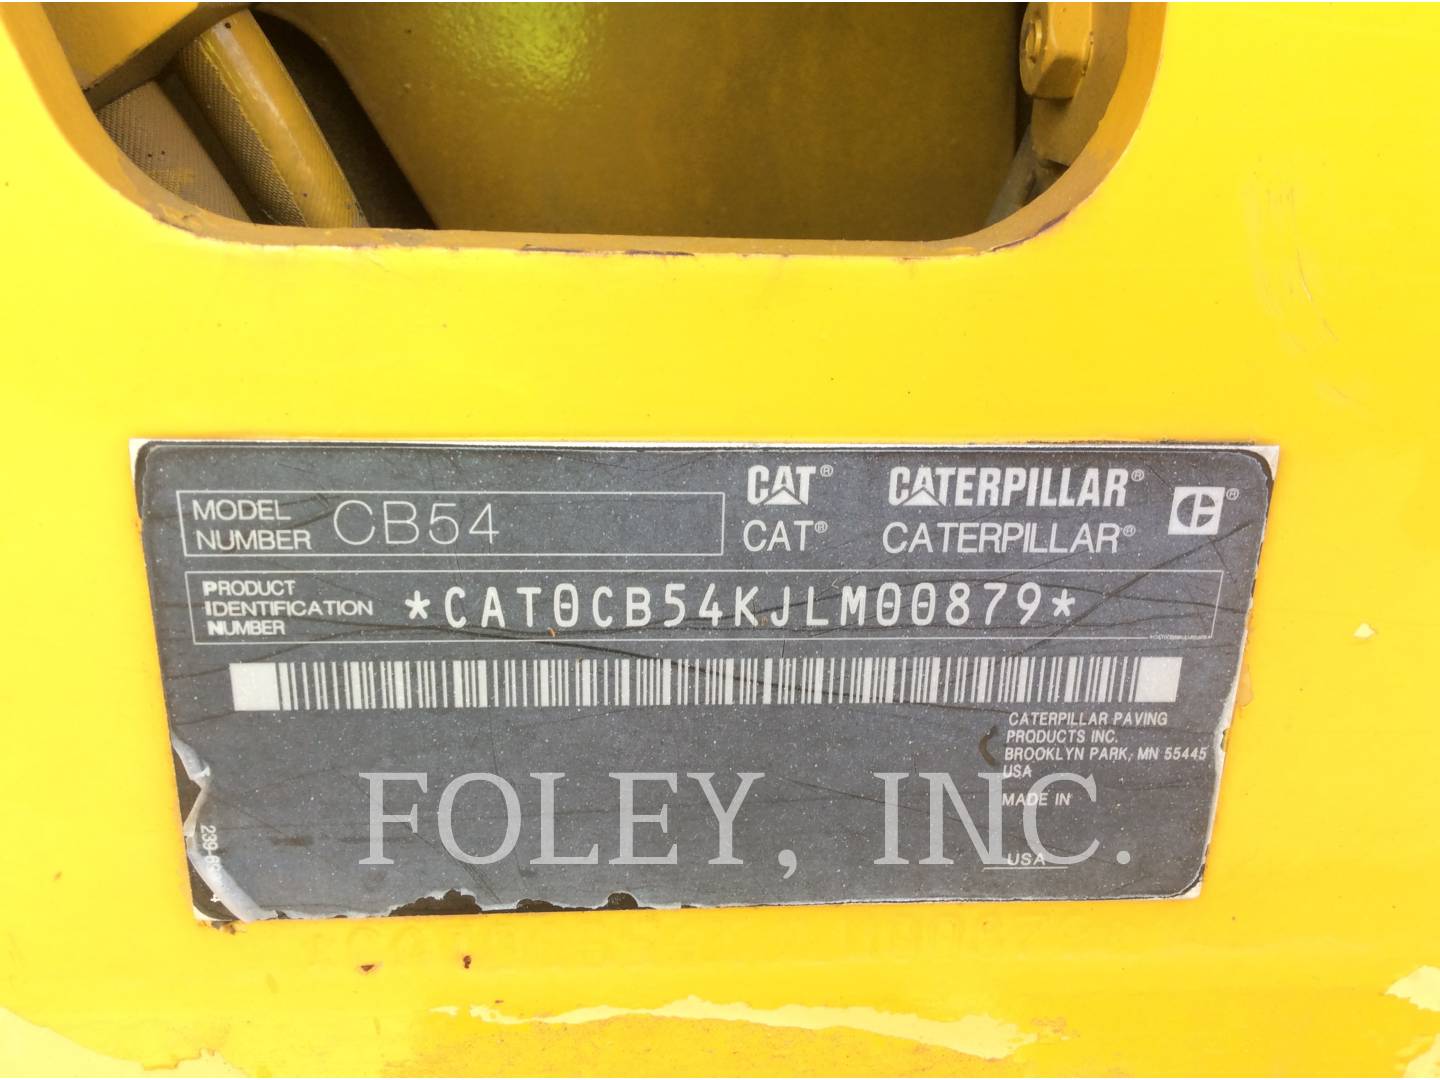 CAT® CATERPILLAR®
MODEL NUMBER CB54
CAT® CATERPILLAR®
PRODUCT IDENTIFICATION NUMBER *CAT0CB54KJLM00879*
CATERPILLAR PAVING
PRODUCTS INC.
BROOKLYN PARK, MN 55445
USA
MADE IN
USA
FOLEY, INC.